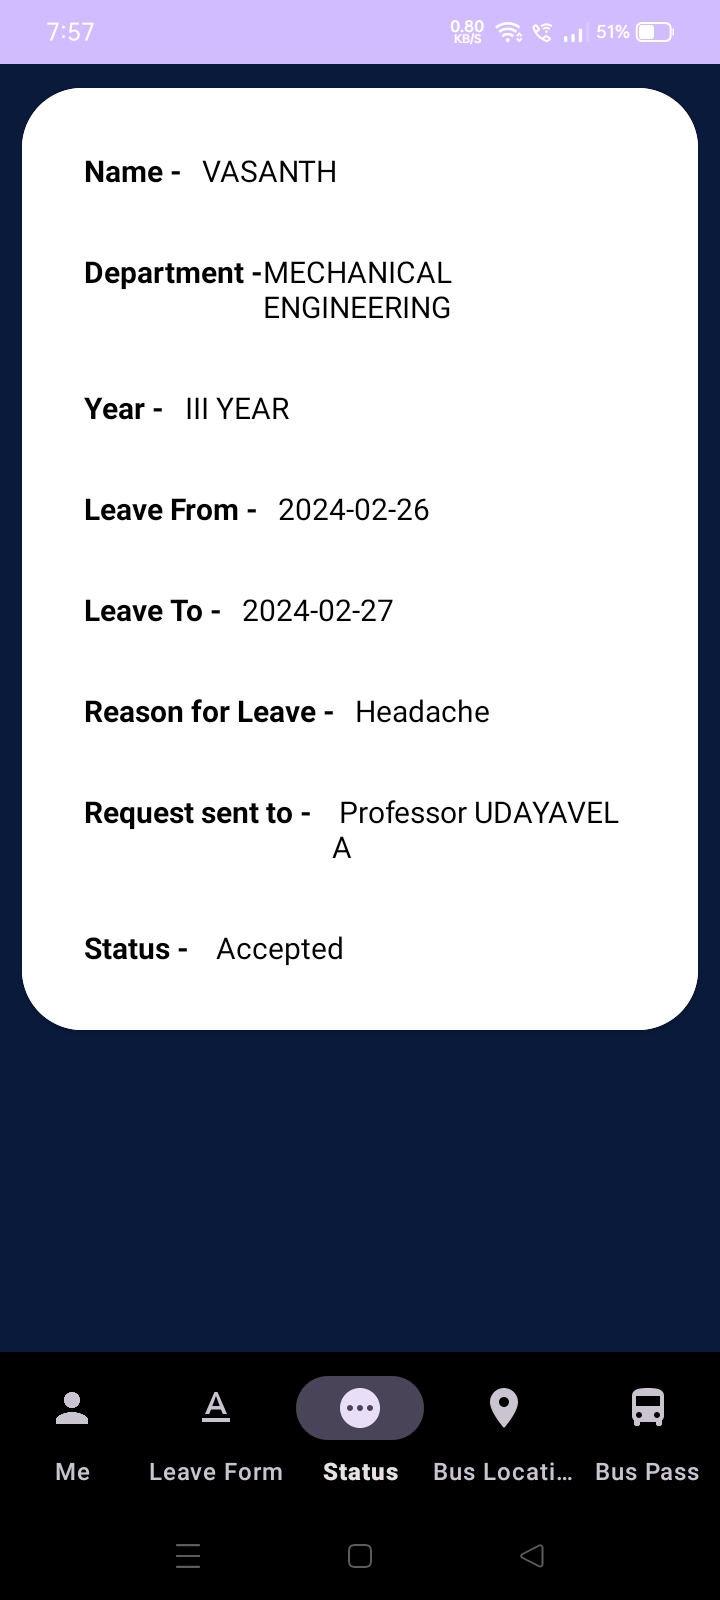 7:57 0.80 KB/S 51%
Name - VASANTH
Department -MECHANICAL
ENGINEERING
Year - III YEAR
Leave From - 2024-02-26
Leave To - 2024-02-27
Reason for Leave - Headache
Request sent to - Professor UDAYAVEL
A
Status - Accepted
A
Me Leave Form Status Bus Locati... Bus Pass